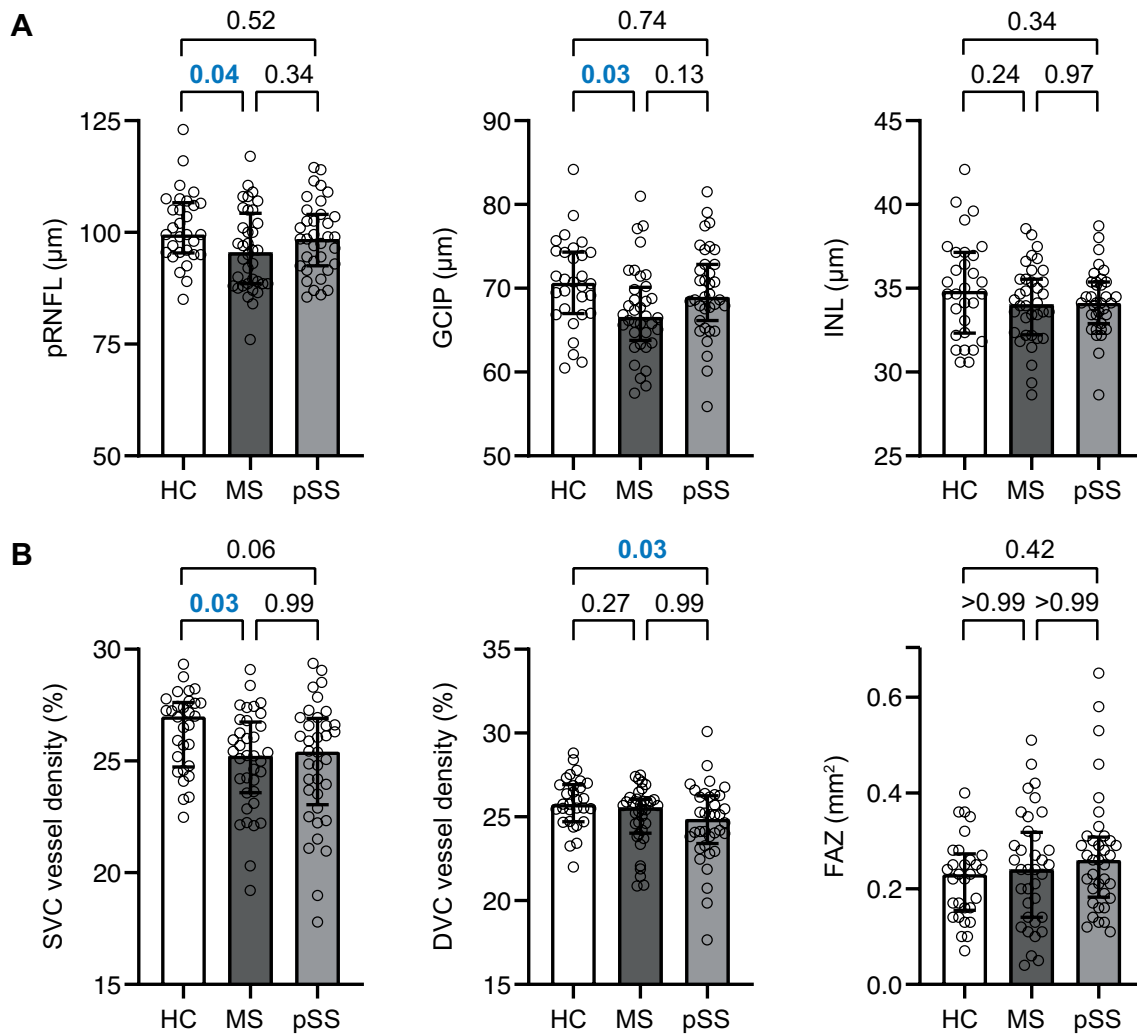 A
0.52
0.04 0.34
pRNFL (µm)
125
100
75
50
HC MS pSS
0.74
0.03 0.13
GCIP (µm)
90
80
70
60
50
HC MS pSS
0.34
0.24 0.97
INL (µm)
45
40
35
30
25
HC MS pSS
B
0.06
0.03 0.99
SVC vessel density (%)
30
25
20
15
HC MS pSS
0.03
0.27 0.99
DVC vessel density (%)
35
30
25
20
15
HC MS pSS
0.42
>0.99 >0.99
FAZ (mm²)
0.6
0.4
0.2
0.0
HC MS pSS